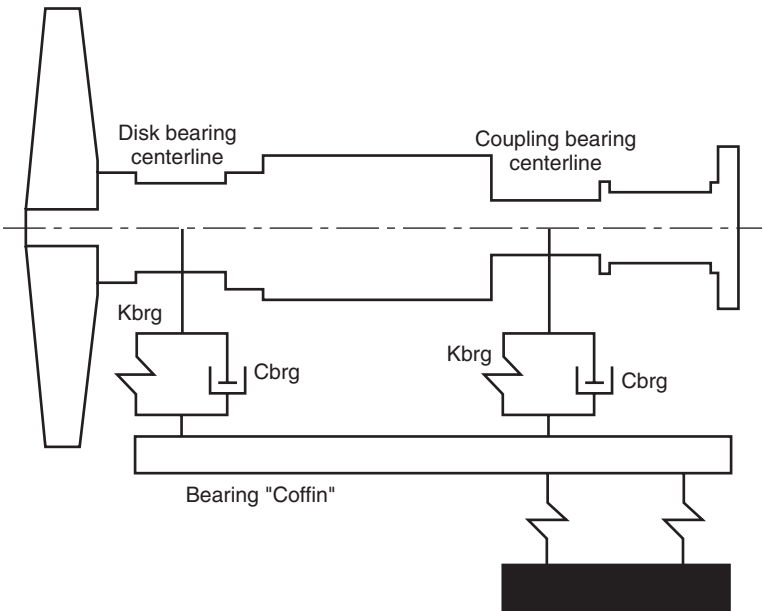 Disk bearing
centerline
Coupling bearing
centerline
Kbrg
Cbrg
Kbrg
Cbrg
Bearing "Coffin"